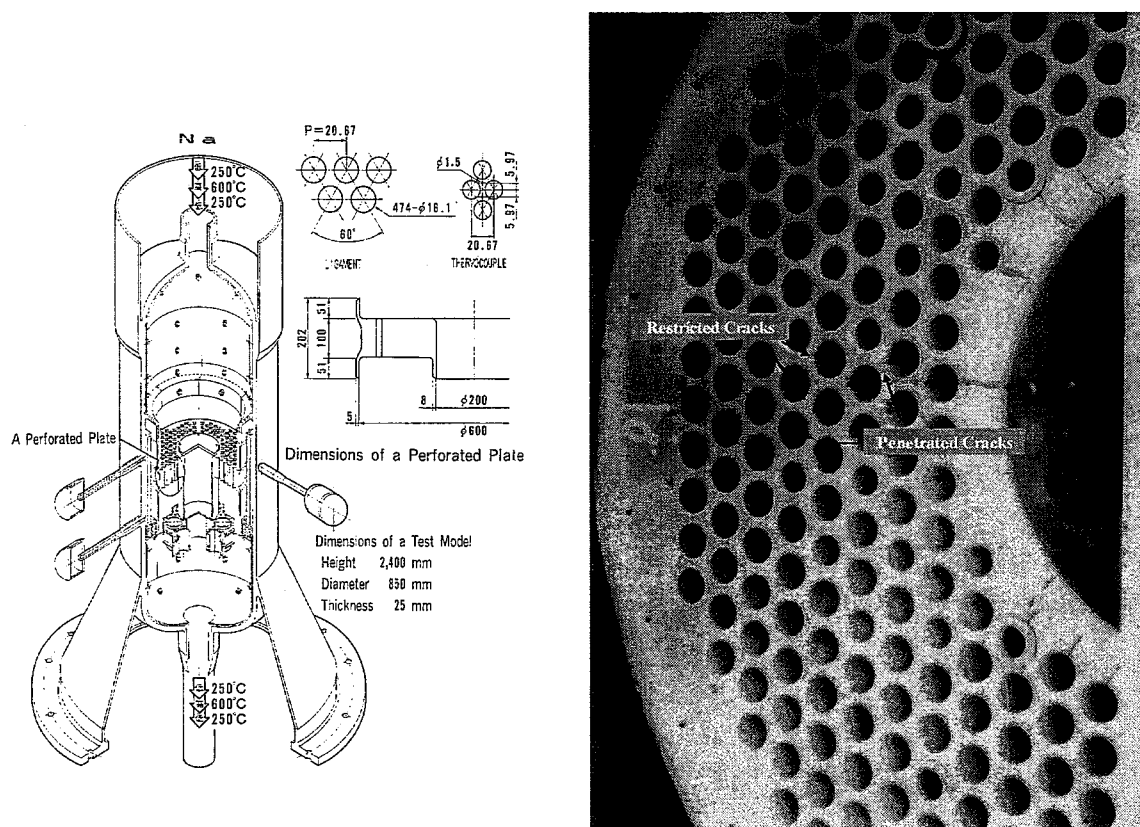 Na
250°C
600°C
250°C
P=20.67
474-φ16.1
60°
LIGAMENT
φ1.5
5.97
5.97
20.67
THERVOCOUPLE
202
51
100
51
5
8
φ200
φ600
Dimensions of a Perforated Plate
A Perforated Plate
Dimensions of a Test Model
Height 2,400 mm
Diameter 850 mm
Thickness 25 mm
250°C
600°C
250°C
Restricted Cracks
Penetrated Cracks